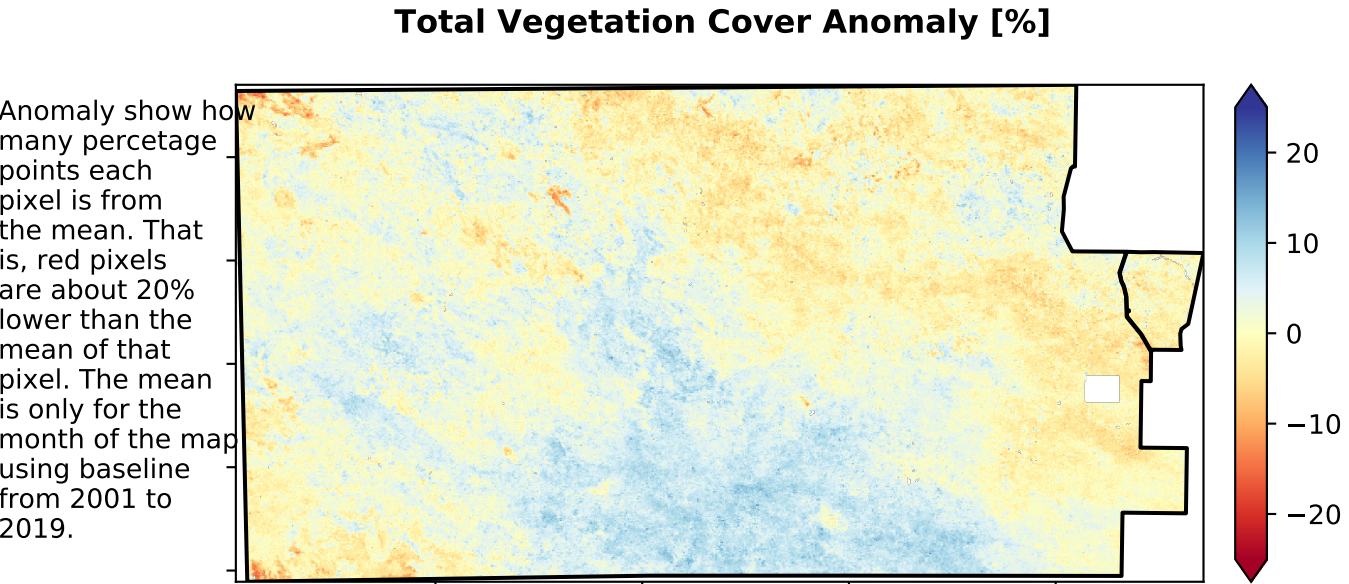 Total Vegetation Cover Anomaly [%]
Anomaly show how
many percetage
points each
pixel is from
the mean. That
is, red pixels
are about 20%
lower than the
mean of that
pixel. The mean
is only for the
month of the map
using baseline
from 2001 to
2019.
20
10
0
−10
−20